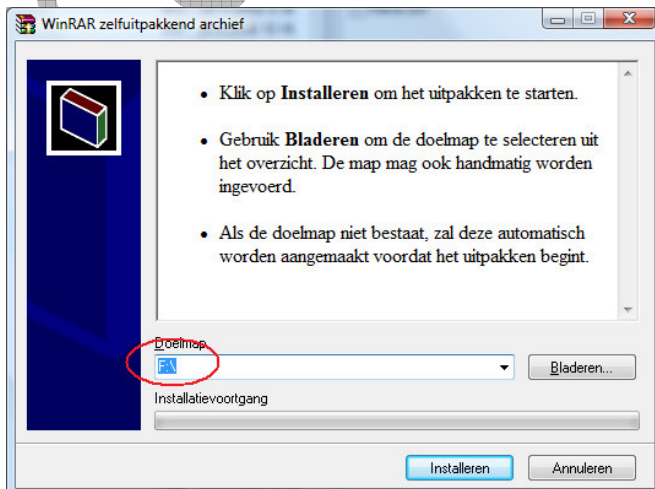 WinRAR zelfuitpakkend archief
Klik op Installeren om het uitpakken te starten.
Gebruik Bladeren om de doelmap te selecteren uit
het overzicht. De map mag ook handmatig worden
ingevoerd.
Als de doelmap niet bestaat, zal deze automatisch
worden aangemaakt voordat het uitpakken begint.
Doelmap
F:\
Bladeren...
Installatievoortgang
Installeren Annuleren